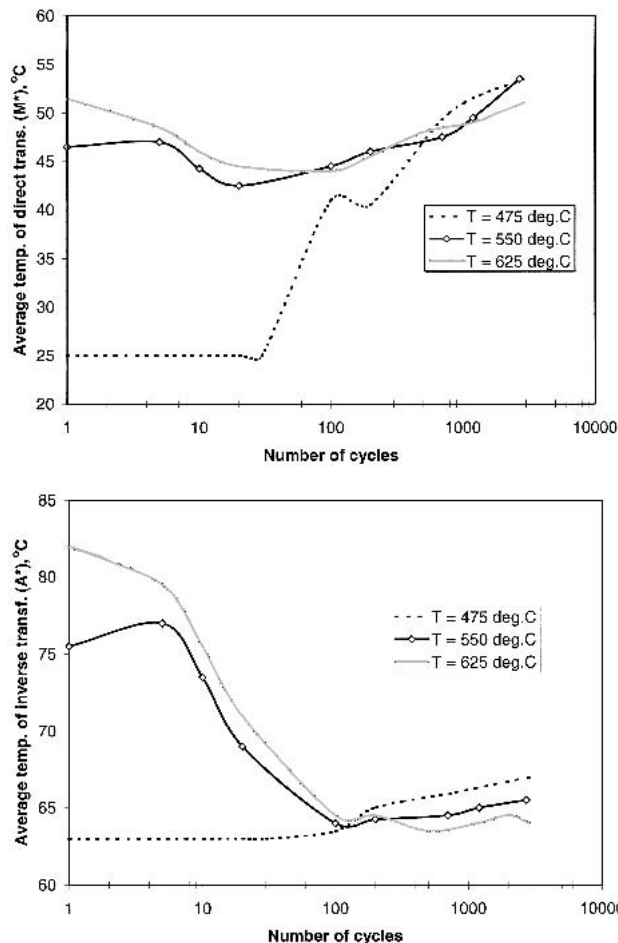 60
55
50
45
40
35
30
25
20
Average temp. of direct trans. (M*), °C
T = 475 deg.C
T = 550 deg.C
T = 625 deg.C
1 10 100 1000 10000
Number of cycles
85
80
75
70
65
60
Average temp. of inverse transf. (A*), °C
T = 475 deg.C
T = 550 deg.C
T = 625 deg.C
1 10 100 1000 1000
Number of cycles